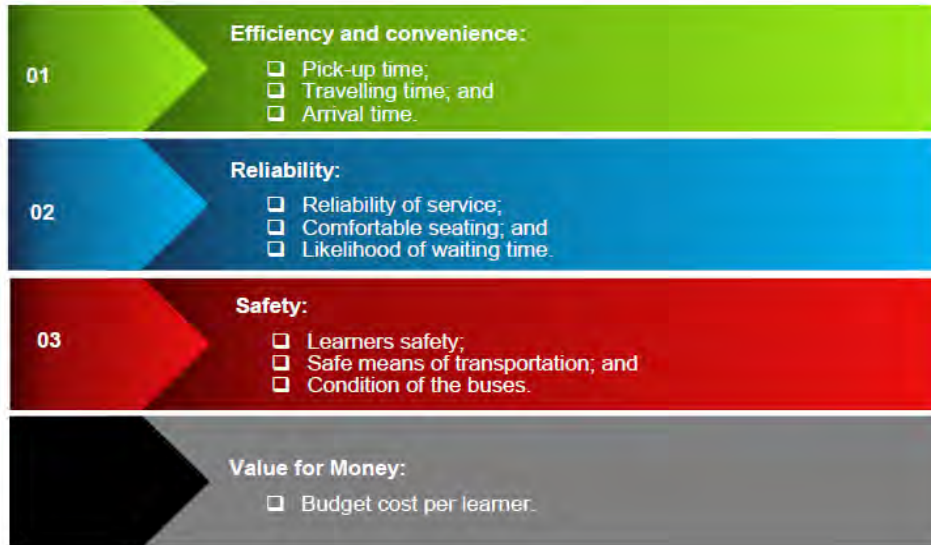 01
Efficiency and convenience:
❑ Pick-up time;
❑ Travelling time; and
❑ Arrival time.
02
Reliability:
❑ Reliability of service;
❑ Comfortable seating; and
❑ Likelihood of waiting time.
03
Safety:
❑ Learners safety;
❑ Safe means of transportation; and
❑ Condition of the buses.
Value for Money:
❑ Budget cost per learner.